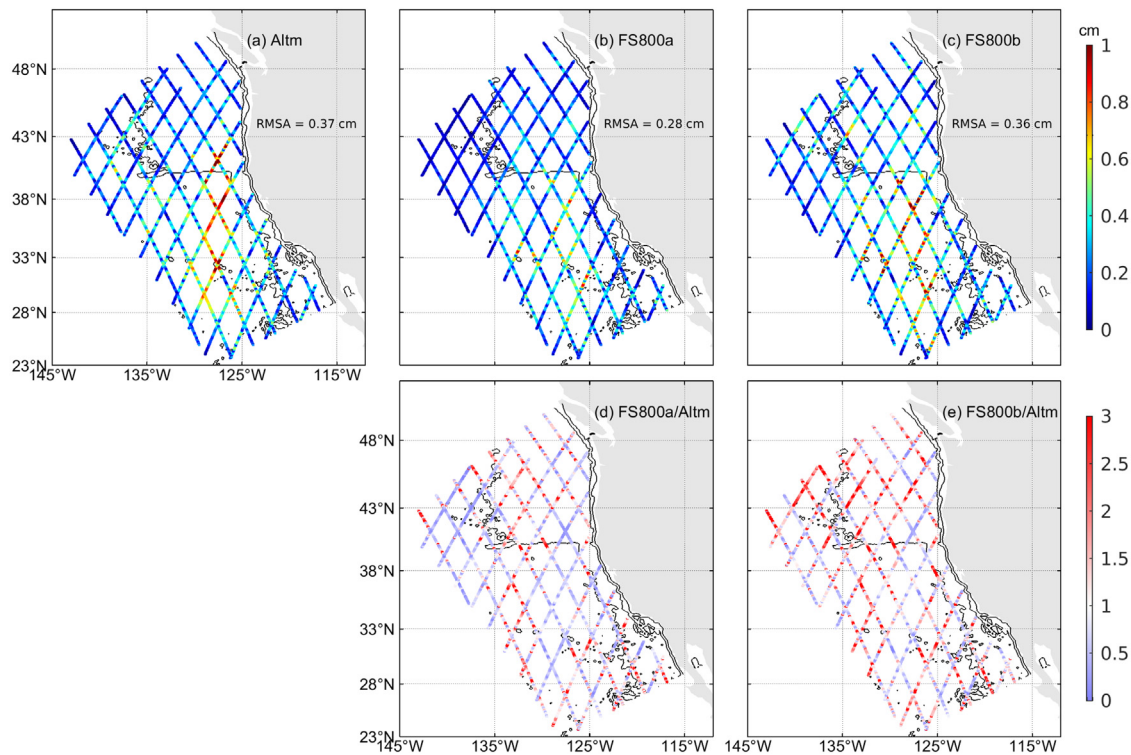 (a) Altm
(b) FS800a
(c) FS800b
cm
48°N
RMSA = 0.37 cm
RMSA = 0.28 cm
RMSA = 0.36 cm
43°N
38°N
33°N
28°N
23°N
145°W
135°W
125°W
115°W
1
0.8
0.6
0.4
0.2
0
(d) FS800a/Altm
(e) FS800b/Altm
48°N
43°N
38°N
33°N
28°N
23°N
145°W
135°W
125°W
115°W
145°W
135°W
125°W
115°W
3
2.5
2
1.5
1
0.5
0